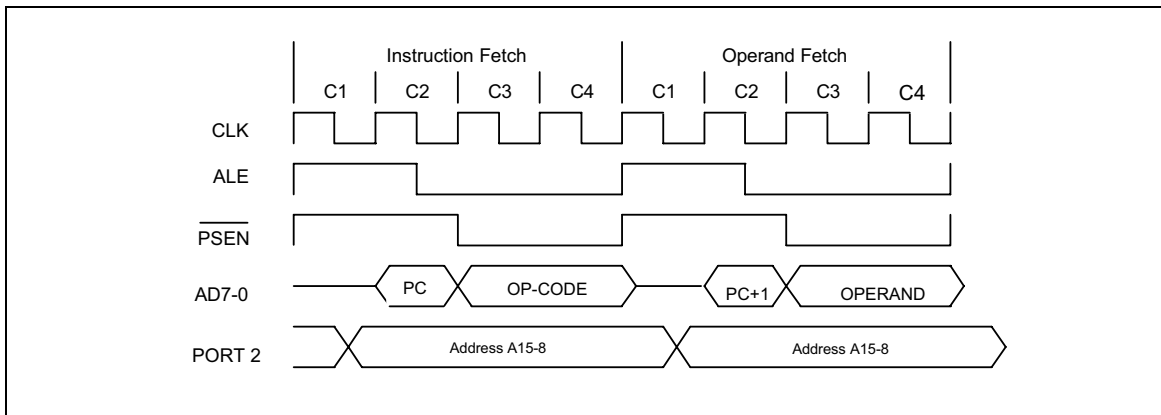 Instruction Fetch Operand Fetch
C1 C2 C3 C4 C1 C2 C3 C4
CLK
ALE
PSEN
AD7-0 PC OP-CODE PC+1 OPERAND
PORT 2 Address A15-8 Address A15-8